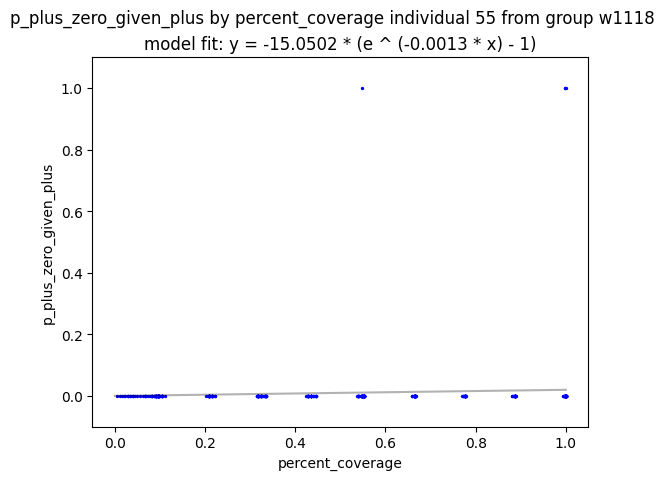 p_plus_zero_given_plus by percent_coverage individual 55 from group w1118
model fit: y = -15.0502 * (e ^ (-0.0013 * x) - 1)
1.0
0.8
0.6
0.4
0.2
0.0
p_plus_zero_given_plus
0.0 0.2 0.4 0.6 0.8 1.0
percent_coverage